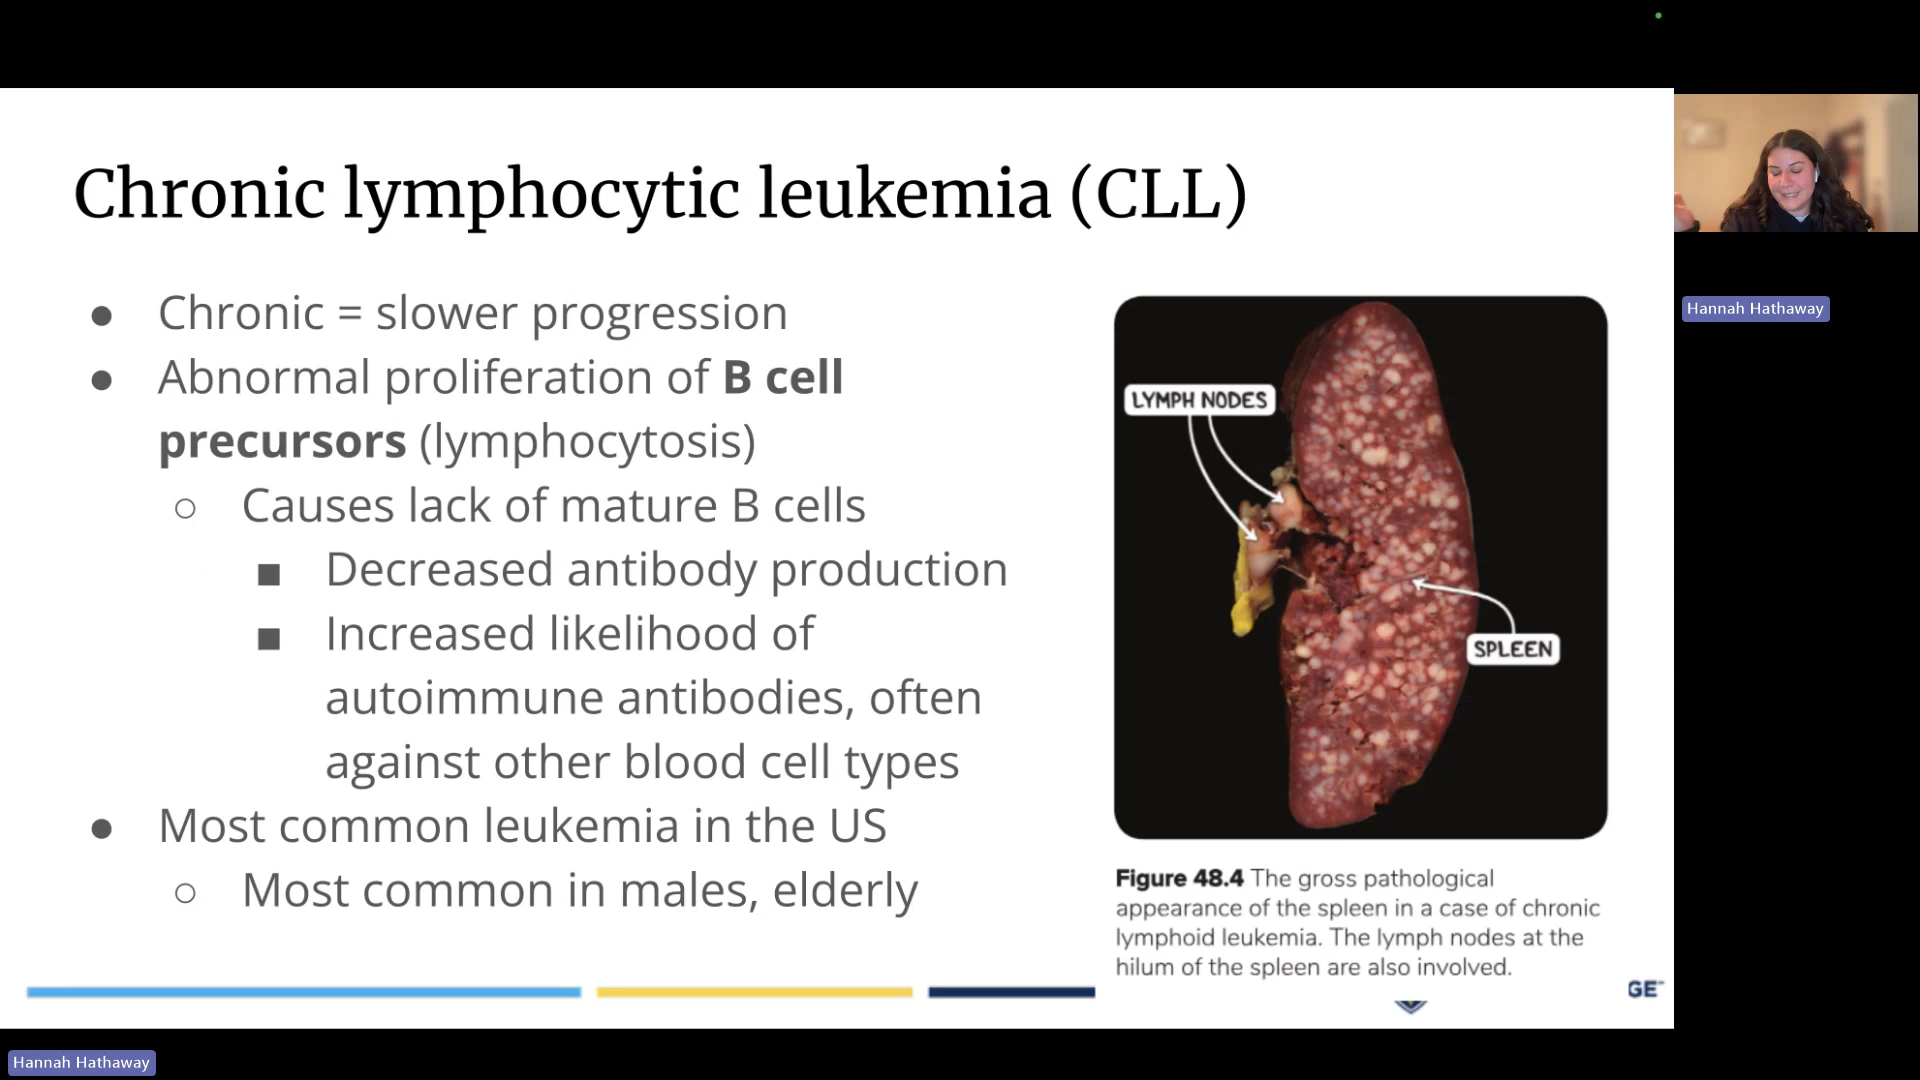 Chronic lymphocytic leukemia (CLL)
● Chronic = slower progression
● Abnormal proliferation of B cell
precursors (lymphocytosis)
○ Causes lack of mature B cells
■ Decreased antibody production
■ Increased likelihood of
autoimmune antibodies, often
against other blood cell types
● Most common leukemia in the US
○ Most common in males, elderly
LYMPH NODES
SPLEEN
Figure 48.4 The gross pathological
appearance of the spleen in a case of chronic
lymphoid leukemia. The lymph nodes at the
hilum of the spleen are also involved.
GE
Hannah Hathaway
Hannah Hathaway